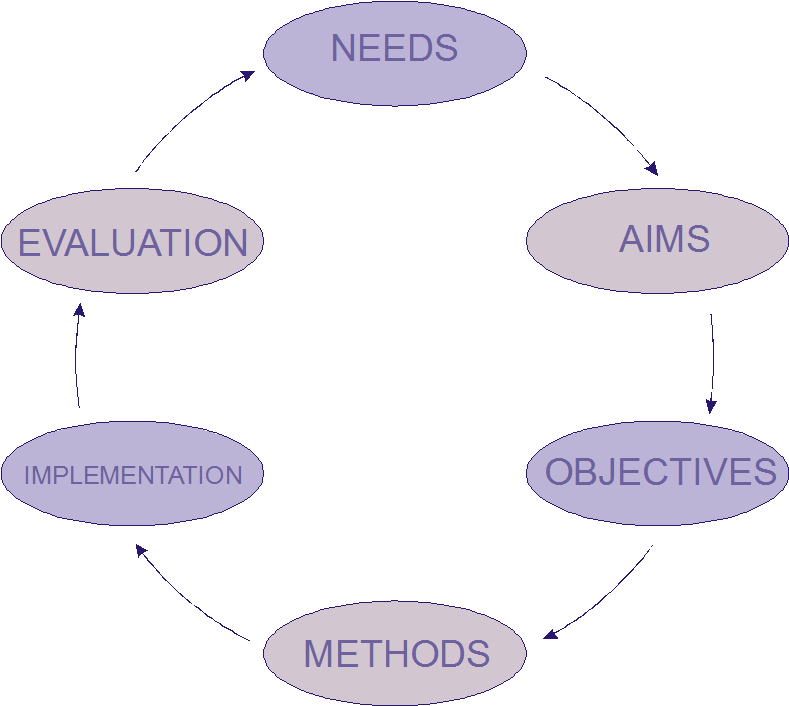 NEEDS
AIMS
OBJECTIVES
METHODS
IMPLEMENTATION
EVALUATION